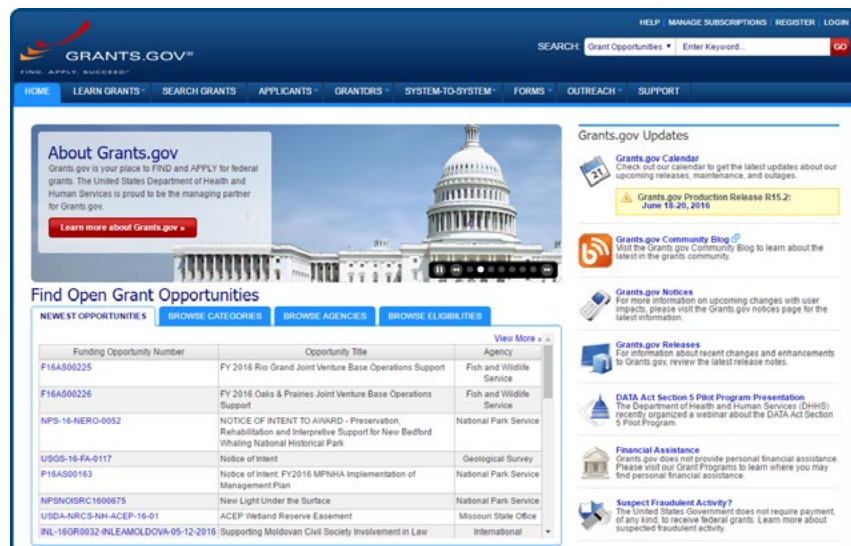 HELP | MANAGE SUBSCRIPTIONS | REGISTER | LOGIN
GRANTS.GOV℠
FIND. APPLY. SUCCEED.℠
SEARCH: Grant Opportunities Enter Keyword... GO
HOME LEARN GRANTS SEARCH GRANTS APPLICANTS GRANTORS SYSTEM-TO-SYSTEM FORMS OUTREACH SUPPORT
About Grants.gov
Grants.gov is your place to FIND and APPLY for federal
grants. The United States Department of Health and
Human Services is proud to be the managing partner
for Grants.gov.
Learn more about Grants.gov »
Find Open Grant Opportunities
NEWEST OPPORTUNITIES BROWSE CATEGORIES BROWSE AGENCIES BROWSE ELIGIBILITIES
View More »
Funding Opportunity Number Opportunity Title Agency
F16AS00225 FY 2016 Rio Grand Joint Venture Base Operations Support Fish and Wildlife
Service
F16AS00226 FY 2016 Oaks & Prairies Joint Venture Base Operations Fish and Wildlife
Support Service
NPS-16-NERO-0052 NOTICE OF INTENT TO AWARD - Preservation, National Park Service
Rehabilitation and Interpretive Support for New Bedford
Whaling National Historical Park
USGS-16-FA-0117 Notice of Intent Geological Survey
P16AS00163 Notice of Intent: FY2016 MPNHA Implementation of National Park Service
Management Plan
NPSNOISRC1600675 New Light Under the Surface National Park Service
USDA-NRCS-NH-ACEP-16-01 ACEP Wetland Reserve Easement Missouri State Office
INL-16GR0032-INLEAMOLDOVA-05-12-2016 Supporting Moldovan Civil Society Involvement in Law International
Grants.gov Updates
21
Grants.gov Calendar
Check out our calendar to get the latest updates about our
upcoming releases, maintenance, and outages.
Grants.gov Production Release R15.2:
June 18-20, 2016
Grants.gov Community Blog
Visit the Grants.gov Community Blog to learn about the
latest in the grants community.
Grants.gov Notices
For more information on upcoming changes with user
impacts, please visit the Grants.gov notices page for the
latest information.
Grants.gov Releases
For information about recent changes and enhancements
to Grants.gov, review the latest release notes.
DATA Act Section 5 Pilot Program Presentation
The Department of Health and Human Services (DHHS)
recently organized a webinar about the DATA Act Section
5 Pilot Program.
Financial Assistance
Grants.gov does not provide personal financial assistance.
Please visit our Grant Programs to learn where you may
find personal financial assistance.
Suspect Fraudulent Activity?
The United States Government does not require payment,
of any kind, to receive federal grants. Learn more about
suspected fraudulent activity.